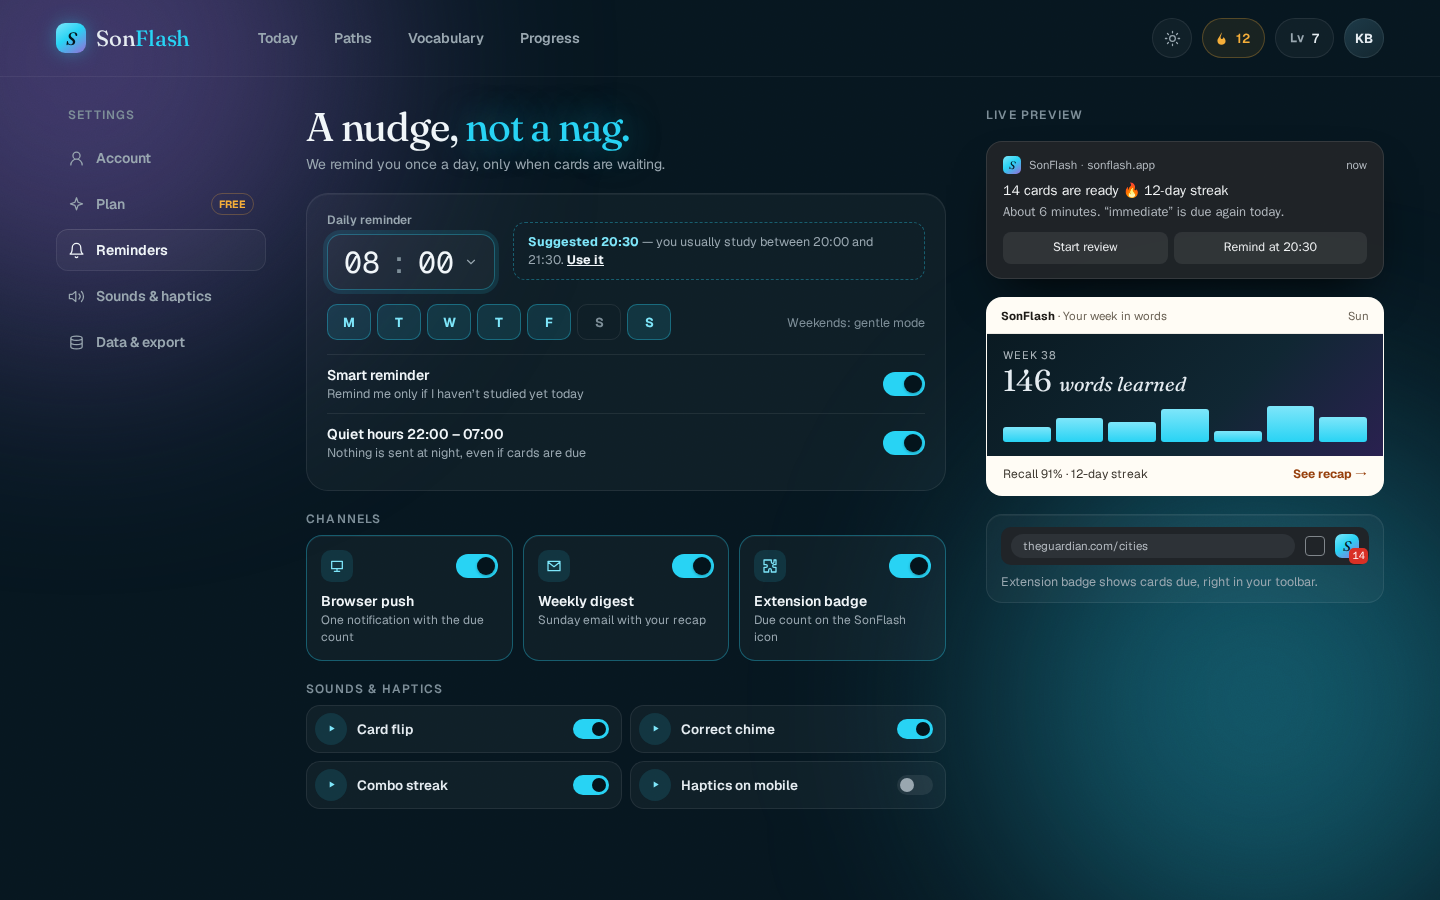 S SonFlash
Today Paths Vocabulary Progress
12 Lv 7 KB
SETTINGS
Account
Plan FREE
Reminders
Sounds & haptics
Data & export
A nudge, not a nag.
We remind you once a day, only when cards are waiting.
Daily reminder
08 : 00
Suggested 20:30 — you usually study between 20:00 and
21:30. Use it
M T W T F S S
Weekends: gentle mode
Smart reminder
Remind me only if I haven't studied yet today
Quiet hours 22:00 – 07:00
Nothing is sent at night, even if cards are due
CHANNELS
Browser push
One notification with the due
count
Weekly digest
Sunday email with your recap
Extension badge
Due count on the SonFlash
icon
SOUNDS & HAPTICS
Card flip
Correct chime
Combo streak
Haptics on mobile
LIVE PREVIEW
S SonFlash · sonflash.app now
14 cards are ready 🔥 12-day streak
About 6 minutes. “immediate” is due again today.
Start review Remind at 20:30
SonFlash · Your week in words Sun
WEEK 38
146 words learned
Recall 91% · 12-day streak See recap →
theguardian.com/cities S 14
Extension badge shows cards due, right in your toolbar.